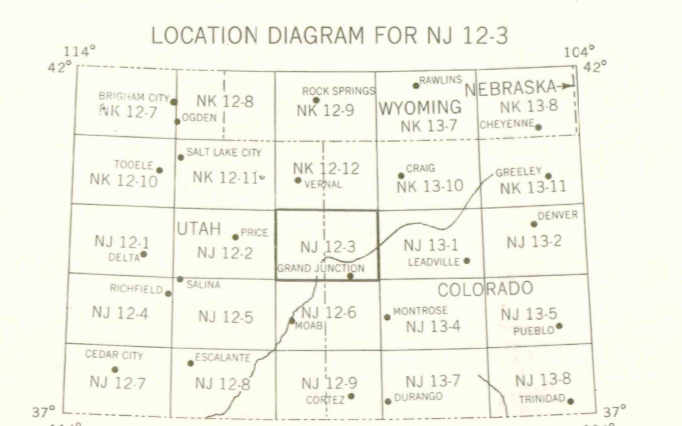 LOCATION DIAGRAM FOR NJ 12-3
114° 104°
42° 42°
BRIGHAM CITY
NK 12-7
NK 12-8
OGDEN
ROCK SPRINGS
NK 12-9
RAWLINS
WYOMING
NK 13-7
NEBRASKA
NK 13-8
CHEYENNE
TOOELE
NK 12-10
SALT LAKE CITY
NK 12-11
NK 12-12
VERNAL
CRAIG
NK 13-10
GREELEY
NK 13-11
NJ 12-1
DELTA
UTAH
PRICE
NJ 12-2
NJ 12-3
GRAND JUNCTION
NJ 13-1
LEADVILLE
DENVER
NJ 13-2
COLORADO
RICHFIELD
NJ 12-4
SALINA
NJ 12-5
NJ 12-6
MOAB
MONTROSE
NJ 13-4
NJ 13-5
PUEBLO
CEDAR CITY
NJ 12-7
ESCALANTE
NJ 12-8
NJ 12-9
CORTEZ
NJ 13-7
DURANGO
NJ 13-8
TRINIDAD
37° 37°